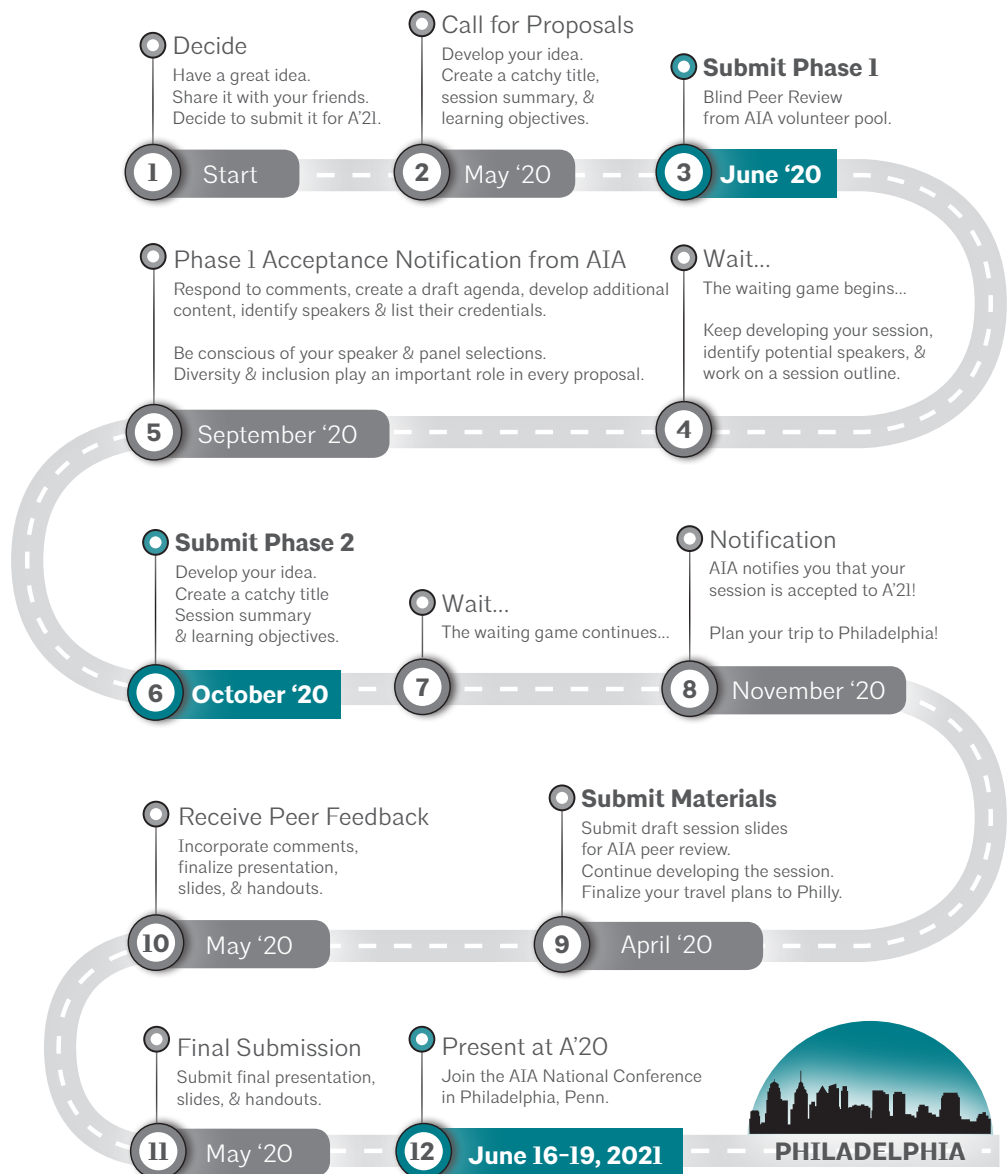 Decide
Have a great idea.
Share it with your friends.
Decide to submit it for A'21.
1
Start
Call for Proposals
Develop your idea.
Create a catchy title,
session summary, &
learning objectives.
2
May ‘20
Submit Phase 1
Blind Peer Review
from AIA volunteer pool.
3
June ‘20
Wait...
The waiting game begins...
Keep developing your session,
identify potential speakers, &
work on a session outline.
4
Phase 1 Acceptance Notification from AIA
Respond to comments, create a draft agenda, develop additional
content, identify speakers & list their credentials.
Be conscious of your speaker & panel selections.
Diversity & inclusion play an important role in every proposal.
5
September ‘20
Submit Phase 2
Develop your idea.
Create a catchy title
Session summary
& learning objectives.
6
October ‘20
Wait...
The waiting game continues...
7
Notification
AIA notifies you that your
session is accepted to A'21!
Plan your trip to Philadelphia!
8
November ‘20
Submit Materials
Submit draft session slides
for AIA peer review.
Continue developing the session.
Finalize your travel plans to Philly.
9
April ‘20
Receive Peer Feedback
Incorporate comments,
finalize presentation,
slides, & handouts.
10
May ‘20
Final Submission
Submit final presentation,
slides, & handouts.
11
May ‘20
Present at A'20
Join the AIA National Conference
in Philadelphia, Penn.
12
June 16-19, 2021
PHILADELPHIA